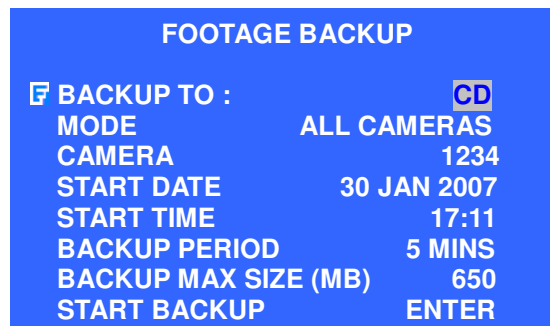 FOOTAGE BACKUP
F BACKUP TO : CD
MODE ALL CAMERAS
CAMERA 1234
START DATE 30 JAN 2007
START TIME 17:11
BACKUP PERIOD 5 MINS
BACKUP MAX SIZE (MB) 650
START BACKUP ENTER